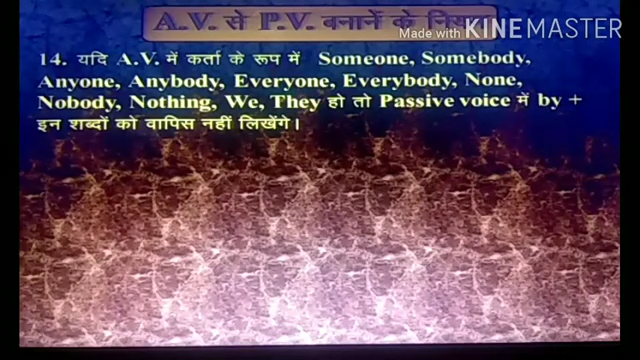 A.V. से P.V. बनानें के
Made with KINEMASTER
14. यदि A.V. में कर्ता के रूप में Someone, Somebody,
Anyone, Anybody, Everyone, Everybody, None,
Nobody, Nothing, We, They हो तो Passive voice में by +
इन शब्दों को वापिस नहीं लिखेंगे।